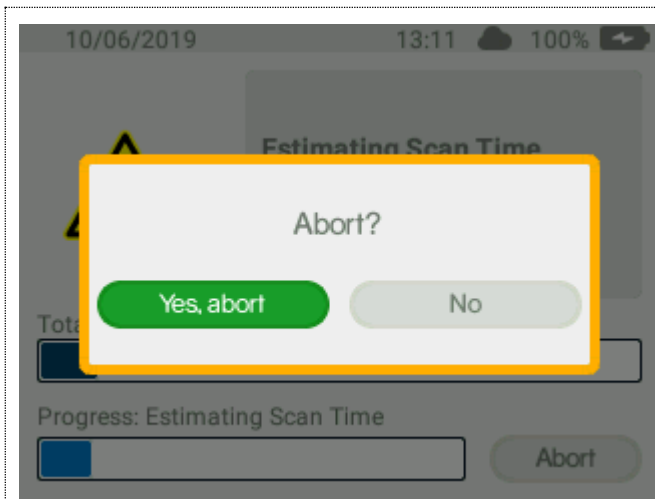 10/06/2019 13:11 100%
Estimating Scan Time
Abort?
Yes, abort No
Tota
Progress: Estimating Scan Time
Abort